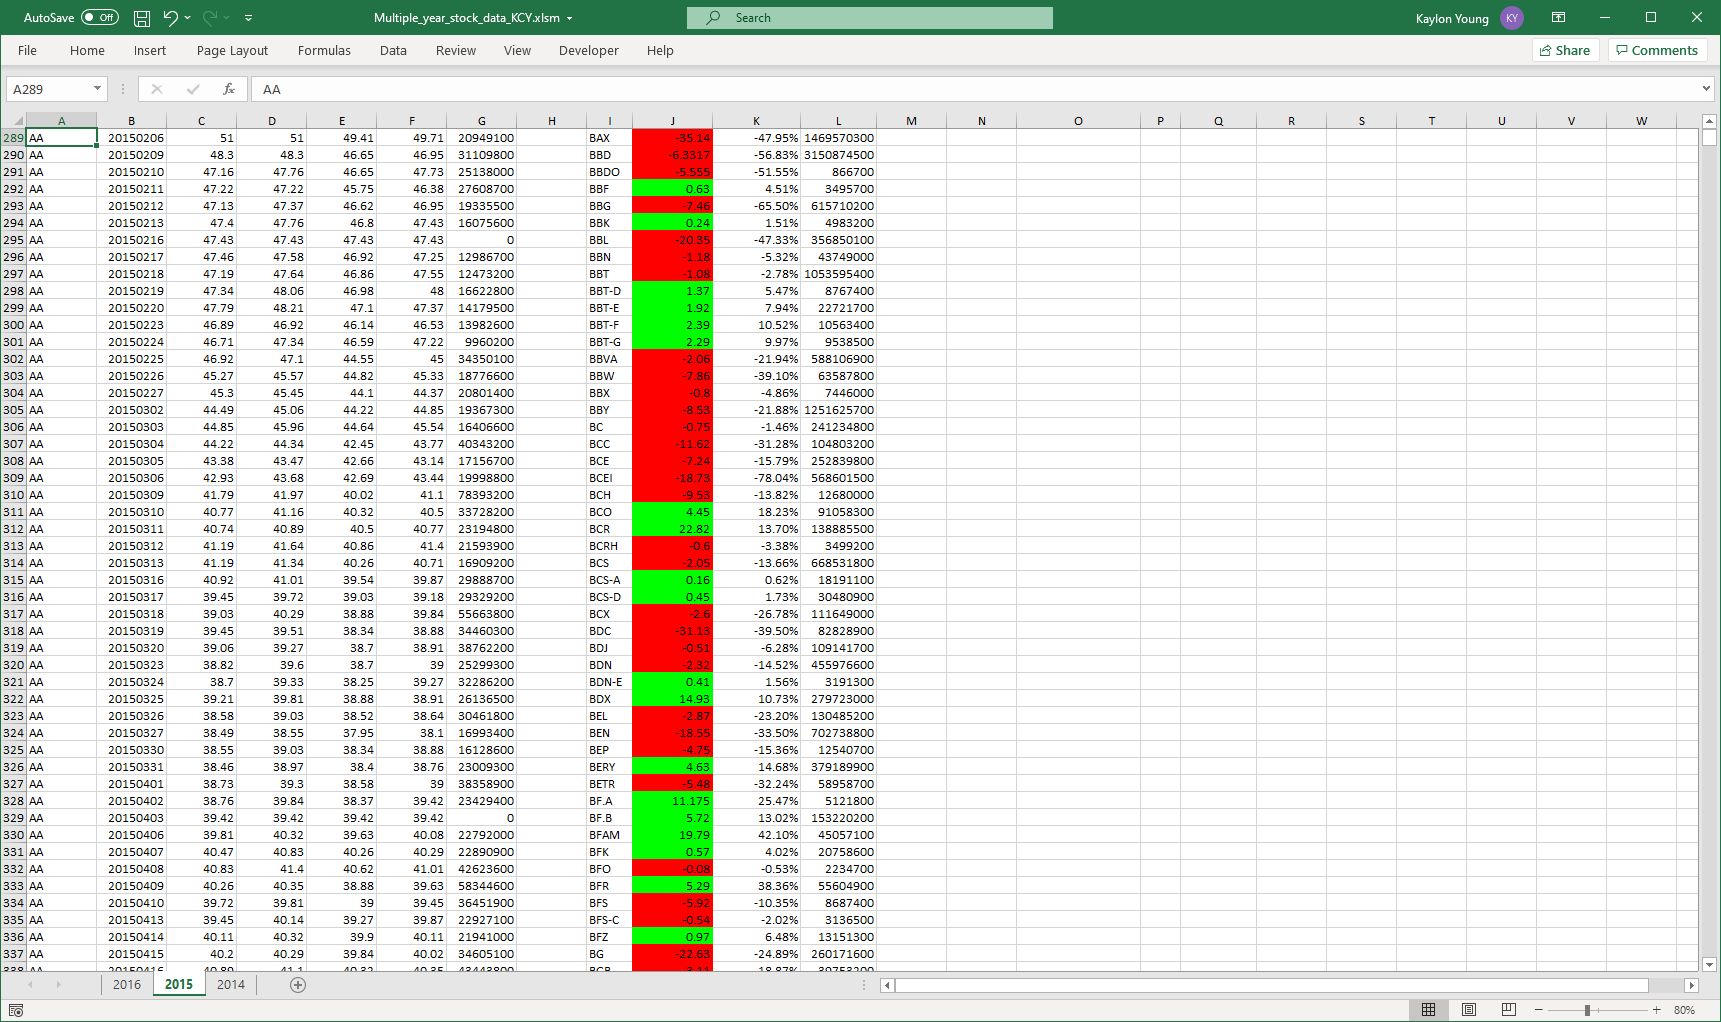 AutoSave Off Multiple_year_stock_data_KCY.xlsm Search Kaylon Young KY
File Home Insert Page Layout Formulas Data Review View Developer Help Share Comments
A289 fx AA
A B C D E F G H I J K L M N O P Q R S T U V W
289 AA 20150206 51 51 49.41 49.71 20949100 BAX -35.14 -47.95% 1469570300
290 AA 20150209 48.3 48.3 46.65 46.95 31109800 BBD -6.3317 -56.83% 3150874500
291 AA 20150210 47.16 47.76 46.65 47.73 25138000 BBDO -5.555 -51.55% 866700
292 AA 20150211 47.22 47.22 45.75 46.38 27608700 BBF 0.63 4.51% 3495700
293 AA 20150212 47.13 47.37 46.62 46.95 19335500 BBG -7.46 -65.50% 615710200
294 AA 20150213 47.4 47.76 46.8 47.43 16075600 BBK 0.24 1.51% 4983200
295 AA 20150216 47.43 47.43 47.43 47.43 0 BBL -20.35 -47.33% 356850100
296 AA 20150217 47.46 47.58 46.92 47.25 12986700 BBN -1.18 -5.32% 43749000
297 AA 20150218 47.19 47.64 46.86 47.55 12473200 BBT -1.08 -2.78% 1053595400
298 AA 20150219 47.34 48.06 46.98 48 16622800 BBT-D 1.37 5.47% 8767400
299 AA 20150220 47.79 48.21 47.1 47.37 14179500 BBT-E 1.92 7.94% 22721700
300 AA 20150223 46.89 46.92 46.14 46.53 13982600 BBT-F 2.39 10.52% 10563400
301 AA 20150224 46.71 47.34 46.59 47.22 9960200 BBT-G 2.29 9.97% 9538500
302 AA 20150225 46.92 47.1 44.55 45 34350100 BBVA -2.06 -21.94% 588106900
303 AA 20150226 45.27 45.57 44.82 45.33 18776600 BBW -7.86 -39.10% 63587800
304 AA 20150227 45.3 45.45 44.1 44.37 20801400 BBX -0.8 -4.86% 7446000
305 AA 20150302 44.49 45.06 44.22 44.85 19367300 BBY -8.53 -21.88% 1251625700
306 AA 20150303 44.85 45.96 44.64 45.54 16406600 BC -0.75 -1.46% 241234800
307 AA 20150304 44.22 44.34 42.45 43.77 40343200 BCC -11.62 -31.28% 104803200
308 AA 20150305 43.38 43.47 42.66 43.14 17156700 BCE -7.24 -15.79% 252839800
309 AA 20150306 42.93 43.68 42.69 43.44 19998800 BCEI -18.73 -78.04% 568601500
310 AA 20150309 41.79 41.97 40.02 41.1 78393200 BCH -9.53 -13.82% 12680000
311 AA 20150310 40.77 41.16 40.32 40.5 33728200 BCO 4.45 18.23% 91058300
312 AA 20150311 40.74 40.89 40.5 40.77 23194800 BCR 22.82 13.70% 138885500
313 AA 20150312 41.19 41.64 40.86 41.4 21593900 BCRH -0.6 -3.38% 3499200
314 AA 20150313 41.19 41.34 40.26 40.71 16909200 BCS -2.05 -13.66% 668531800
315 AA 20150316 40.92 41.01 39.54 39.87 29888700 BCS-A 0.16 0.62% 18191100
316 AA 20150317 39.45 39.72 39.03 39.18 29329200 BCS-D 0.45 1.73% 30480900
317 AA 20150318 39.03 40.29 38.88 39.84 55663800 BCX -2.6 -26.78% 111649000
318 AA 20150319 39.45 39.51 38.34 38.88 34460300 BDC -31.13 -39.50% 82828900
319 AA 20150320 39.06 39.27 38.7 38.91 38762200 BDJ -0.51 -6.28% 109141700
320 AA 20150323 38.82 39.6 38.7 39 25299300 BDN -2.32 -14.52% 455976600
321 AA 20150324 38.7 39.33 38.25 39.27 32286200 BDN-E 0.41 1.56% 3191300
322 AA 20150325 39.21 39.81 38.88 38.91 26136500 BDX 14.93 10.73% 279723000
323 AA 20150326 38.58 39.03 38.52 38.64 30461800 BEL -2.87 -23.20% 130485200
324 AA 20150327 38.49 38.55 37.95 38.1 16993400 BEN -18.55 -33.50% 702738800
325 AA 20150330 38.55 39.03 38.34 38.88 16128600 BEP -4.75 -15.36% 12540700
326 AA 20150331 38.46 38.97 38.4 38.76 23009300 BERY 4.63 14.68% 379189900
327 AA 20150401 38.73 39.3 38.58 39 38358900 BETR -5.48 -32.24% 58958700
328 AA 20150402 38.76 39.84 38.37 39.42 23429400 BF.A 11.175 25.47% 5121800
329 AA 20150403 39.42 39.42 39.42 39.42 0 BF.B 5.72 13.02% 153220200
330 AA 20150406 39.81 40.32 39.63 40.08 22792000 BFAM 19.79 42.10% 45057100
331 AA 20150407 40.47 40.83 40.26 40.29 22890900 BFK 0.57 4.02% 20758600
332 AA 20150408 40.83 41.4 40.62 41.01 42623600 BFO -0.08 -0.53% 2234700
333 AA 20150409 40.26 40.35 38.88 39.63 58344600 BFR 5.29 38.36% 55604900
334 AA 20150410 39.72 39.81 39 39.45 36451900 BFS -5.92 -10.35% 8687400
335 AA 20150413 39.45 40.14 39.27 39.87 22927100 BFS-C -0.54 -2.02% 3136500
336 AA 20150414 40.11 40.32 39.9 40.11 21941000 BFZ 0.97 6.48% 13151300
337 AA 20150415 40.2 40.29 39.84 40.02 34605100 BG -22.63 -24.89% 260171600
2016 2015 2014
80%